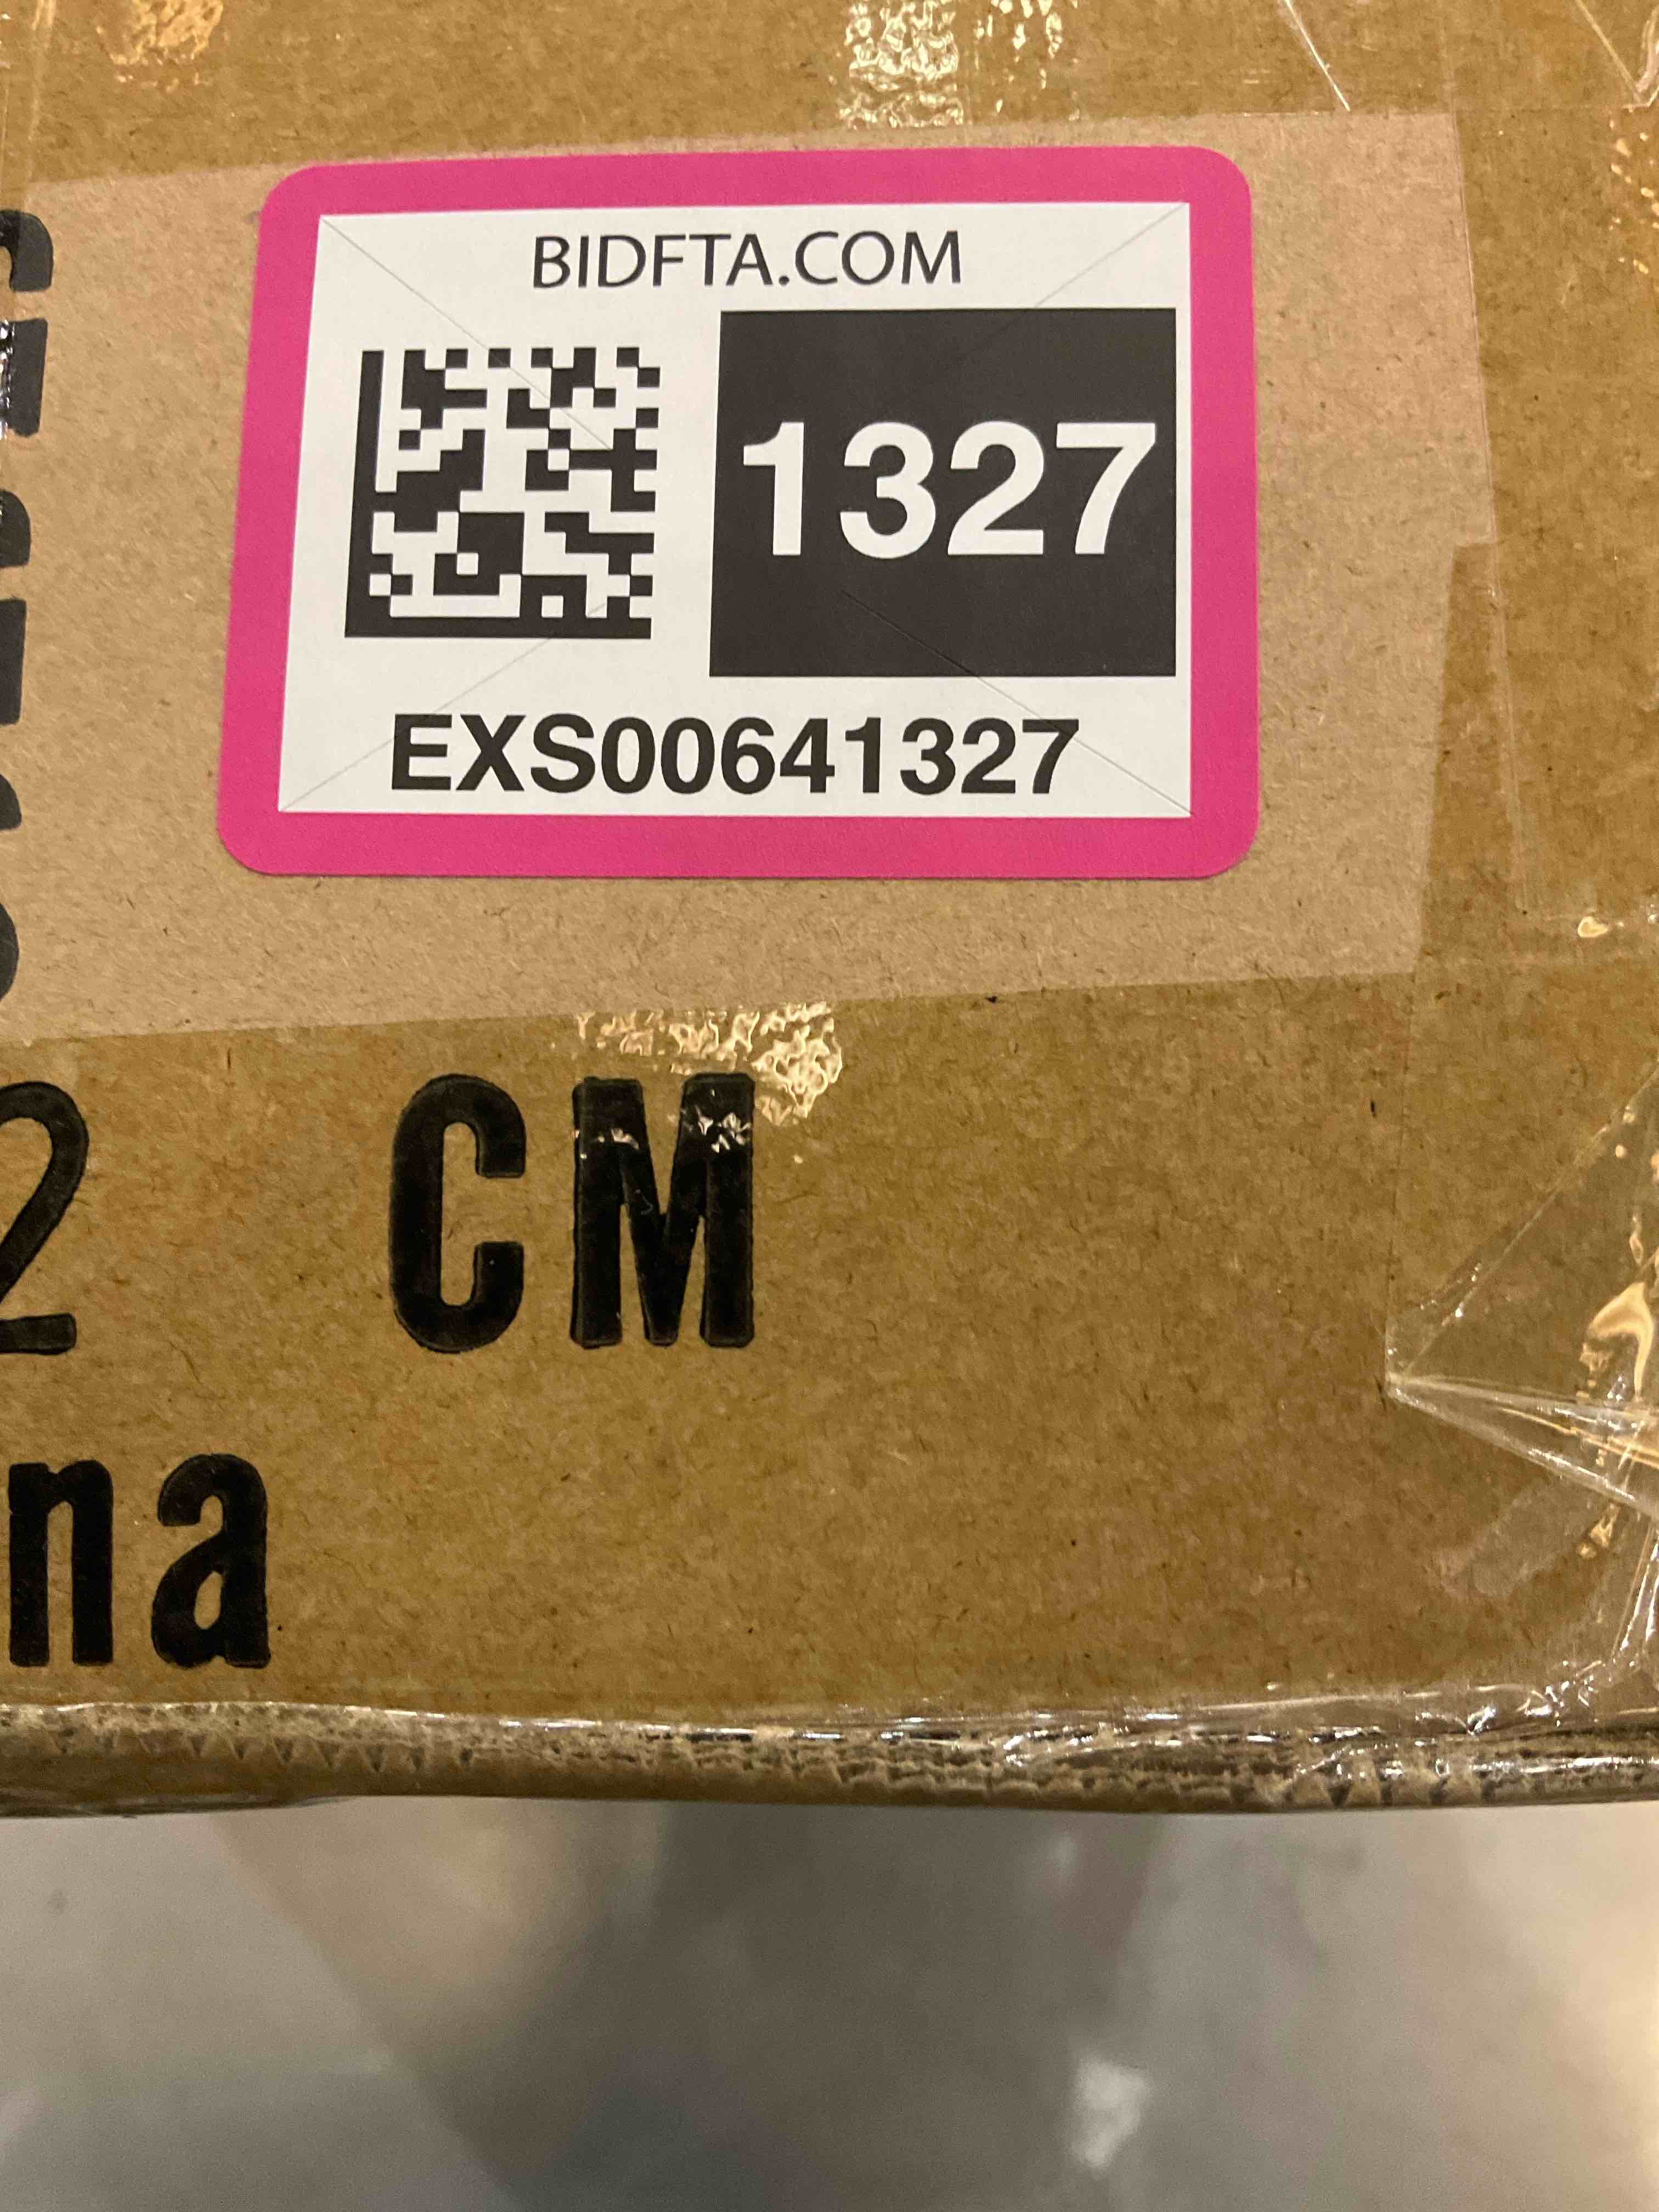 BIDFTA.COM
1327
EXS00641327
2 CM
na